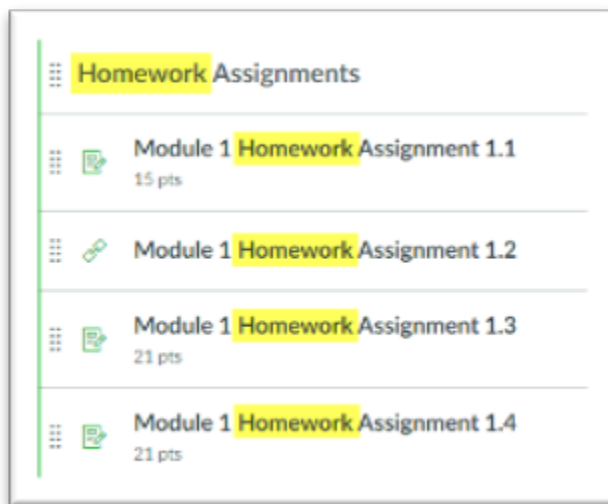 Homework Assignments
Module 1 Homework Assignment 1.1
15 pts
Module 1 Homework Assignment 1.2
Module 1 Homework Assignment 1.3
21 pts
Module 1 Homework Assignment 1.4
21 pts